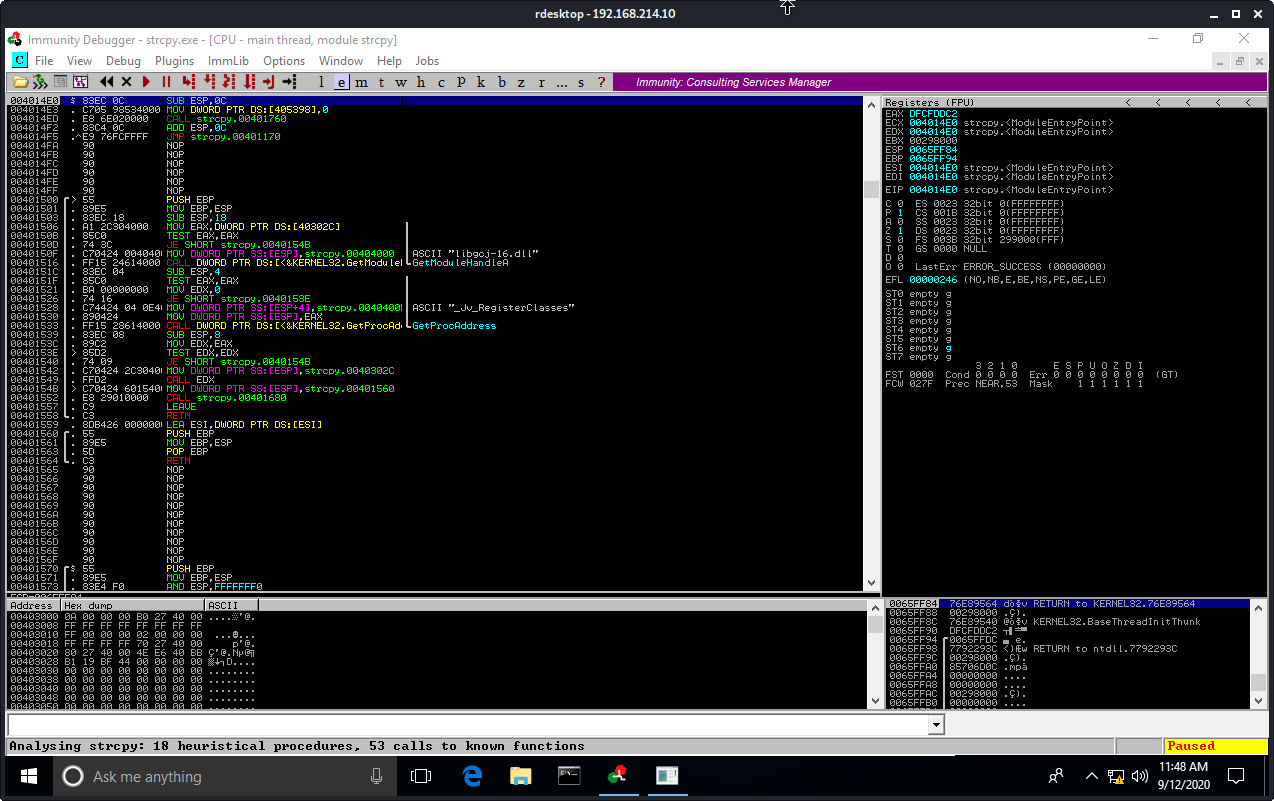 rdesktop - 192.168.214.10
Immunity Debugger - strcpy.exe - [CPU - main thread, module strcpy]
C File View Debug Plugins ImmLib Options Window Help Jobs
l e m t w h c p k b z r ... s ? Immunity: Consulting Services Manager
004014E0 $ 83EC 0C SUB ESP,0C
004014E3 . C705 98534000 MOV DWORD PTR DS:[405398],0
004014ED . E8 6E020000 CALL strcpy.00401760
004014F2 . 83C4 0C ADD ESP,0C
004014F5 .^E9 76FCFFFF JMP strcpy.00401170
004014FA 90 NOP
004014FB 90 NOP
004014FC 90 NOP
004014FD 90 NOP
004014FE 90 NOP
004014FF 90 NOP
00401500 > 55 PUSH EBP
00401501 . 89E5 MOV EBP,ESP
00401503 . 83EC 18 SUB ESP,18
00401506 . A1 2C304000 MOV EAX,DWORD PTR DS:[40302C]
0040150B . 85C0 TEST EAX,EAX
0040150D . 74 3C JE SHORT strcpy.0040154B
0040150F . C70424 004040 MOV DWORD PTR SS:[ESP],strcpy.00404000 ASCII "libgcj-16.dll"
00401516 . FF15 24614000 CALL DWORD PTR DS:[<&KERNEL32.GetModule GetModuleHandleA
0040151C . 83EC 04 SUB ESP,4
0040151F . 85C0 TEST EAX,EAX
00401521 . BA 00000000 MOV EDX,0
00401526 . 74 16 JE SHORT strcpy.0040153E
00401528 . C74424 04 0E4 MOV DWORD PTR SS:[ESP+4],strcpy.0040400 ASCII "_Jv_RegisterClasses"
00401530 . 890424 MOV DWORD PTR SS:[ESP],EAX
00401533 . FF15 28614000 CALL DWORD PTR DS:[<&KERNEL32.GetProcAd GetProcAddress
00401539 . 83EC 08 SUB ESP,8
0040153C . 89C2 MOV EDX,EAX
0040153E > 85D2 TEST EDX,EDX
00401540 . 74 09 JE SHORT strcpy.0040154B
00401542 . C70424 2C3040 MOV DWORD PTR SS:[ESP],strcpy.0040302C
00401549 . FFD2 CALL EDX
0040154B > C70424 601540 MOV DWORD PTR SS:[ESP],strcpy.00401560
00401552 . E8 29010000 CALL strcpy.00401680
00401557 . C9 LEAVE
00401558 . C3 RETN
00401559 . 8DB426 000000 LEA ESI,DWORD PTR DS:[ESI]
00401560 . 55 PUSH EBP
00401561 . 89E5 MOV EBP,ESP
00401563 . 5D POP EBP
00401564 . C3 RETN
00401565 90 NOP
00401566 90 NOP
00401567 90 NOP
00401568 90 NOP
00401569 90 NOP
0040156A 90 NOP
0040156B 90 NOP
0040156C 90 NOP
0040156D 90 NOP
0040156E 90 NOP
0040156F 90 NOP
00401570 $ 55 PUSH EBP
00401571 . 89E5 MOV EBP,ESP
00401573 . 83E4 F0 AND ESP,FFFFFFF0
Registers (FPU) < < < < <
EAX DFCFDDC2
ECX 004014E0 strcpy.<ModuleEntryPoint>
EDX 004014E0 strcpy.<ModuleEntryPoint>
EBX 00298000
ESP 0065FF84
EBP 0065FF94
ESI 004014E0 strcpy.<ModuleEntryPoint>
EDI 004014E0 strcpy.<ModuleEntryPoint>
EIP 004014E0 strcpy.<ModuleEntryPoint>
C 0 ES 0023 32bit 0(FFFFFFFF)
P 1 CS 001B 32bit 0(FFFFFFFF)
A 0 SS 0023 32bit 0(FFFFFFFF)
Z 1 DS 0023 32bit 0(FFFFFFFF)
S 0 FS 003B 32bit 299000(FFF)
T 0 GS 0000 NULL
D 0
O 0 LastErr ERROR_SUCCESS (00000000)
EFL 00000246 (NO,NB,E,BE,NS,PE,GE,LE)
ST0 empty g
ST1 empty g
ST2 empty g
ST3 empty g
ST4 empty g
ST5 empty g
ST6 empty g
ST7 empty g
3 2 1 0 E S P U O Z D I
FST 0000 Cond 0 0 0 0 Err 0 0 0 0 0 0 0 0 (GT)
FCW 027F Prec NEAR,53 Mask 1 1 1 1 1 1
Address Hex dump ASCII
00403000 0A 00 00 00 B0 27 40 00
00403008 FF FF FF FF FF FF FF FF
00403010 FF 00 00 00 02 00 00 00
00403018 FF FF FF FF 70 27 40 00 p'@.
00403020 80 27 40 00 4E E6 40 BB
00403028 B1 19 BF 44 00 00 00 00
00403030 00 00 00 00 00 00 00 00 ........
00403038 00 00 00 00 00 00 00 00 ........
00403040 00 00 00 00 00 00 00 00 ........
00403048 00 00 00 00 00 00 00 00 ........
00403050 00 00 00 00 00 00 00 00 ........
0065FF84 76E89564 RETURN to KERNEL32.76E89564
0065FF88 00298000 .Ç).
0065FF8C 76E89540 KERNEL32.BaseThreadInitThunk
0065FF90 DFCFDDC2
0065FF94 0065FFDC
0065FF98 7792293C RETURN to ntdll.7792293C
0065FF9C 00298000 .Ç).
0065FFA0 85706D0C .mpà
0065FFA4 00000000 ....
0065FFA8 00000000 ....
0065FFAC 00298000 .Ç).
0065FFB0 00000000 ....
Analysing strcpy: 18 heuristical procedures, 53 calls to known functions
Paused
Ask me anything
11:48 AM
9/12/2020